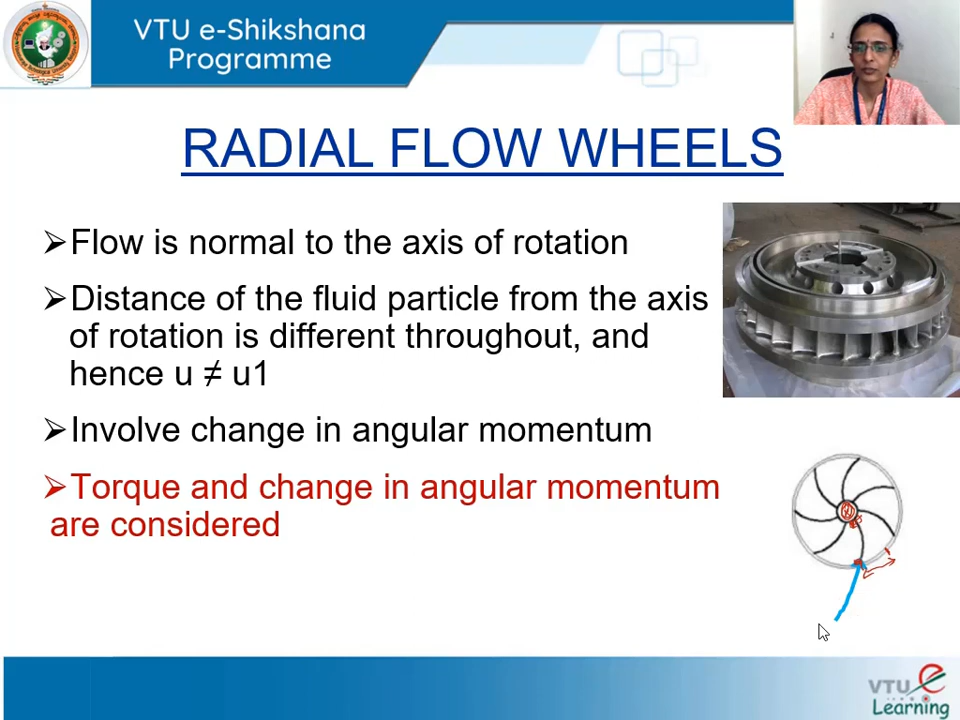 VTU e-Shikshana
Programme
RADIAL FLOW WHEELS
➢Flow is normal to the axis of rotation
➢Distance of the fluid particle from the axis
of rotation is different throughout, and
hence u ≠ u1
➢Involve change in angular momentum
➢Torque and change in angular momentum
are considered
VTU e
Learning